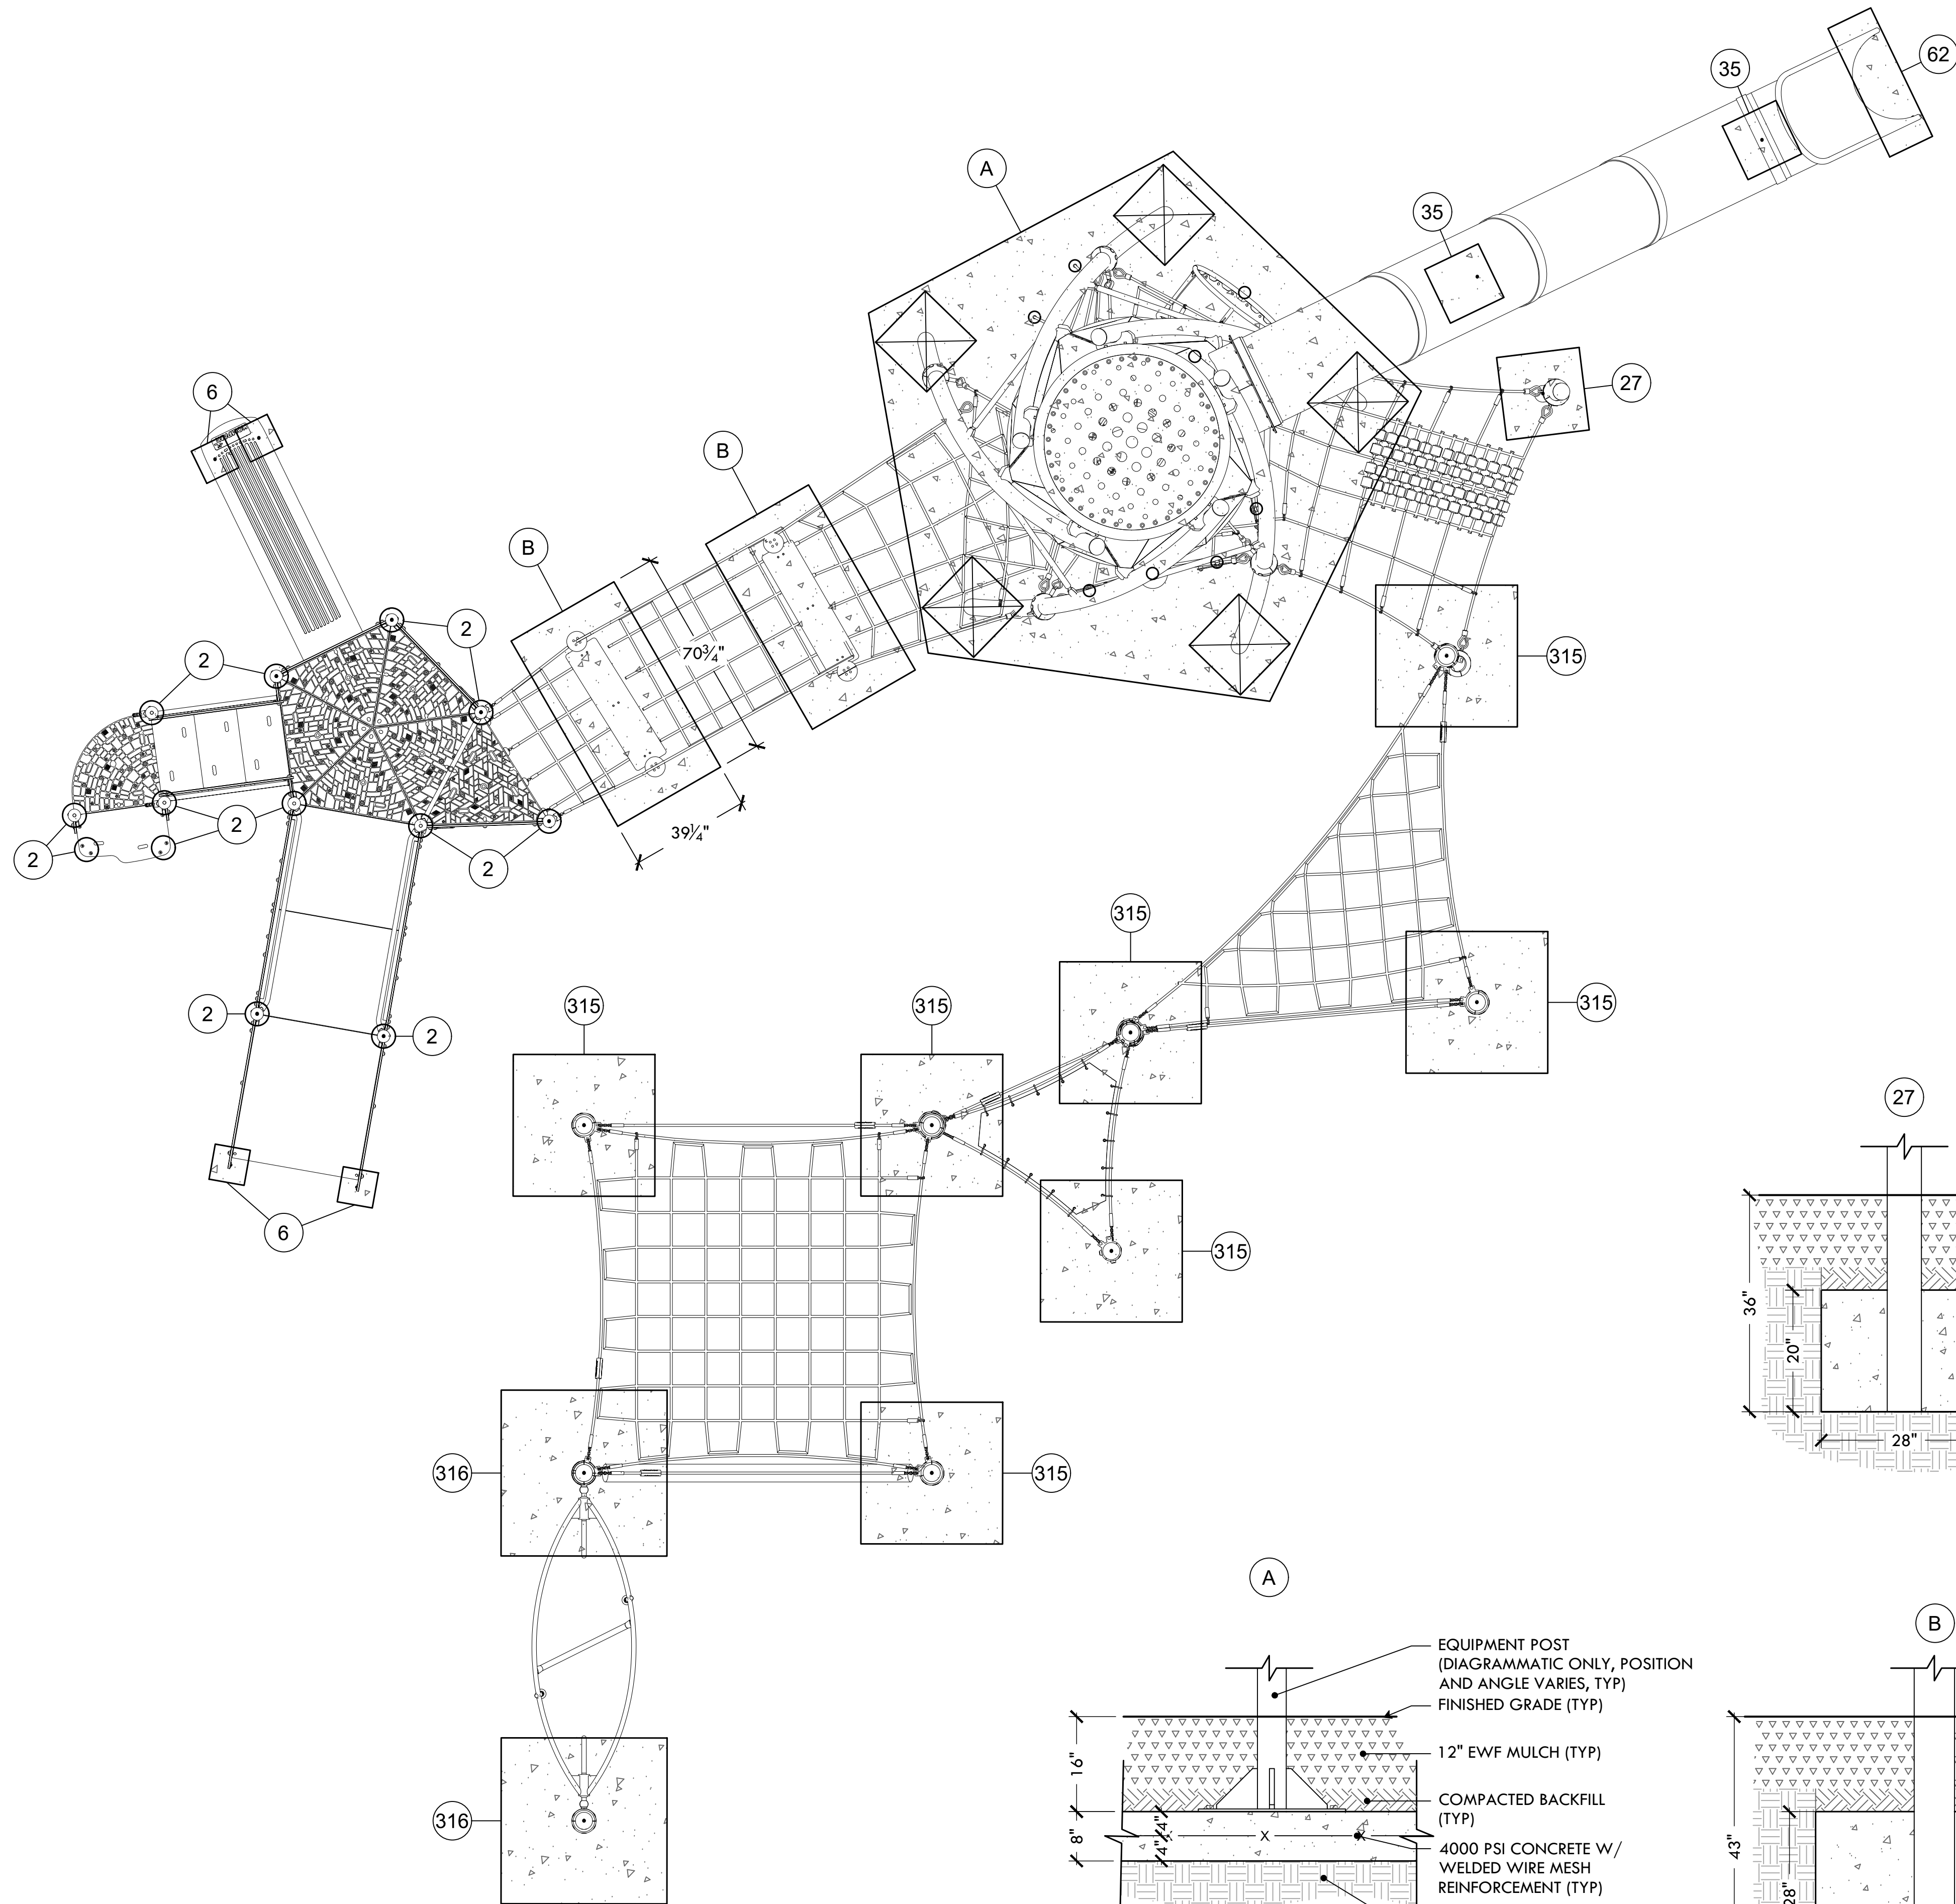 62
35
A
35
27
6
B
B
2
2
70¾"
315
2
39¼"
2
2
2
315
315
315
315
2
2
27
36"
20"
28"
315
6
316
315
A
B
EQUIPMENT POST
(DIAGRAMMATIC ONLY, POSITION
AND ANGLE VARIES, TYP)
FINISHED GRADE (TYP)
16"
12" EWF MULCH (TYP)
COMPACTED BACKFILL
(TYP)
8"
4"
4"
X
4000 PSI CONCRETE W/
WELDED WIRE MESH
REINFORCEMENT (TYP)
43"
28"
316